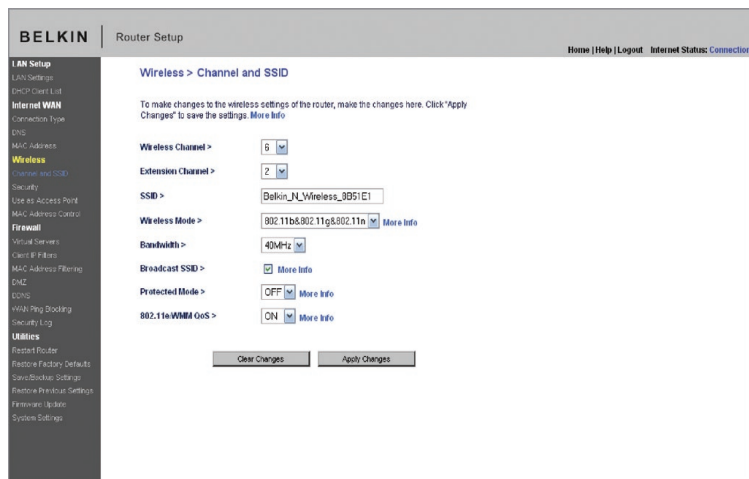 BELKIN
Router Setup
Home | Help | Logout Internet Status: Connection
LAN Setup
LAN Settings
DHCP Client List
Internet WAN
Connection Type
DNS
MAC Address
Wireless
Channel and SSID
Security
Use as Access Point
MAC Address Control
Firewall
Virtual Servers
Client IP Filters
MAC Address Filtering
DMZ
DDNS
WAN Ping Blocking
Security Log
Utilities
Restart Router
Restore Factory Defaults
Save/Backup Settings
Restore Previous Settings
Firmware Update
System Settings
Wireless > Channel and SSID
To make changes to the wireless settings of the router, make the changes here. Click "Apply
Changes" to save the settings. More Info
Wireless Channel > 6
Extension Channel > 2
SSID > Belkin_N_Wireless_8B51E1
Wireless Mode > 802.11b&802.11g&802.11n More Info
Bandwidth > 40MHz
Broadcast SSID > More Info
Protected Mode > OFF More Info
802.11e/WMM QoS > ON More Info
Clear Changes Apply Changes